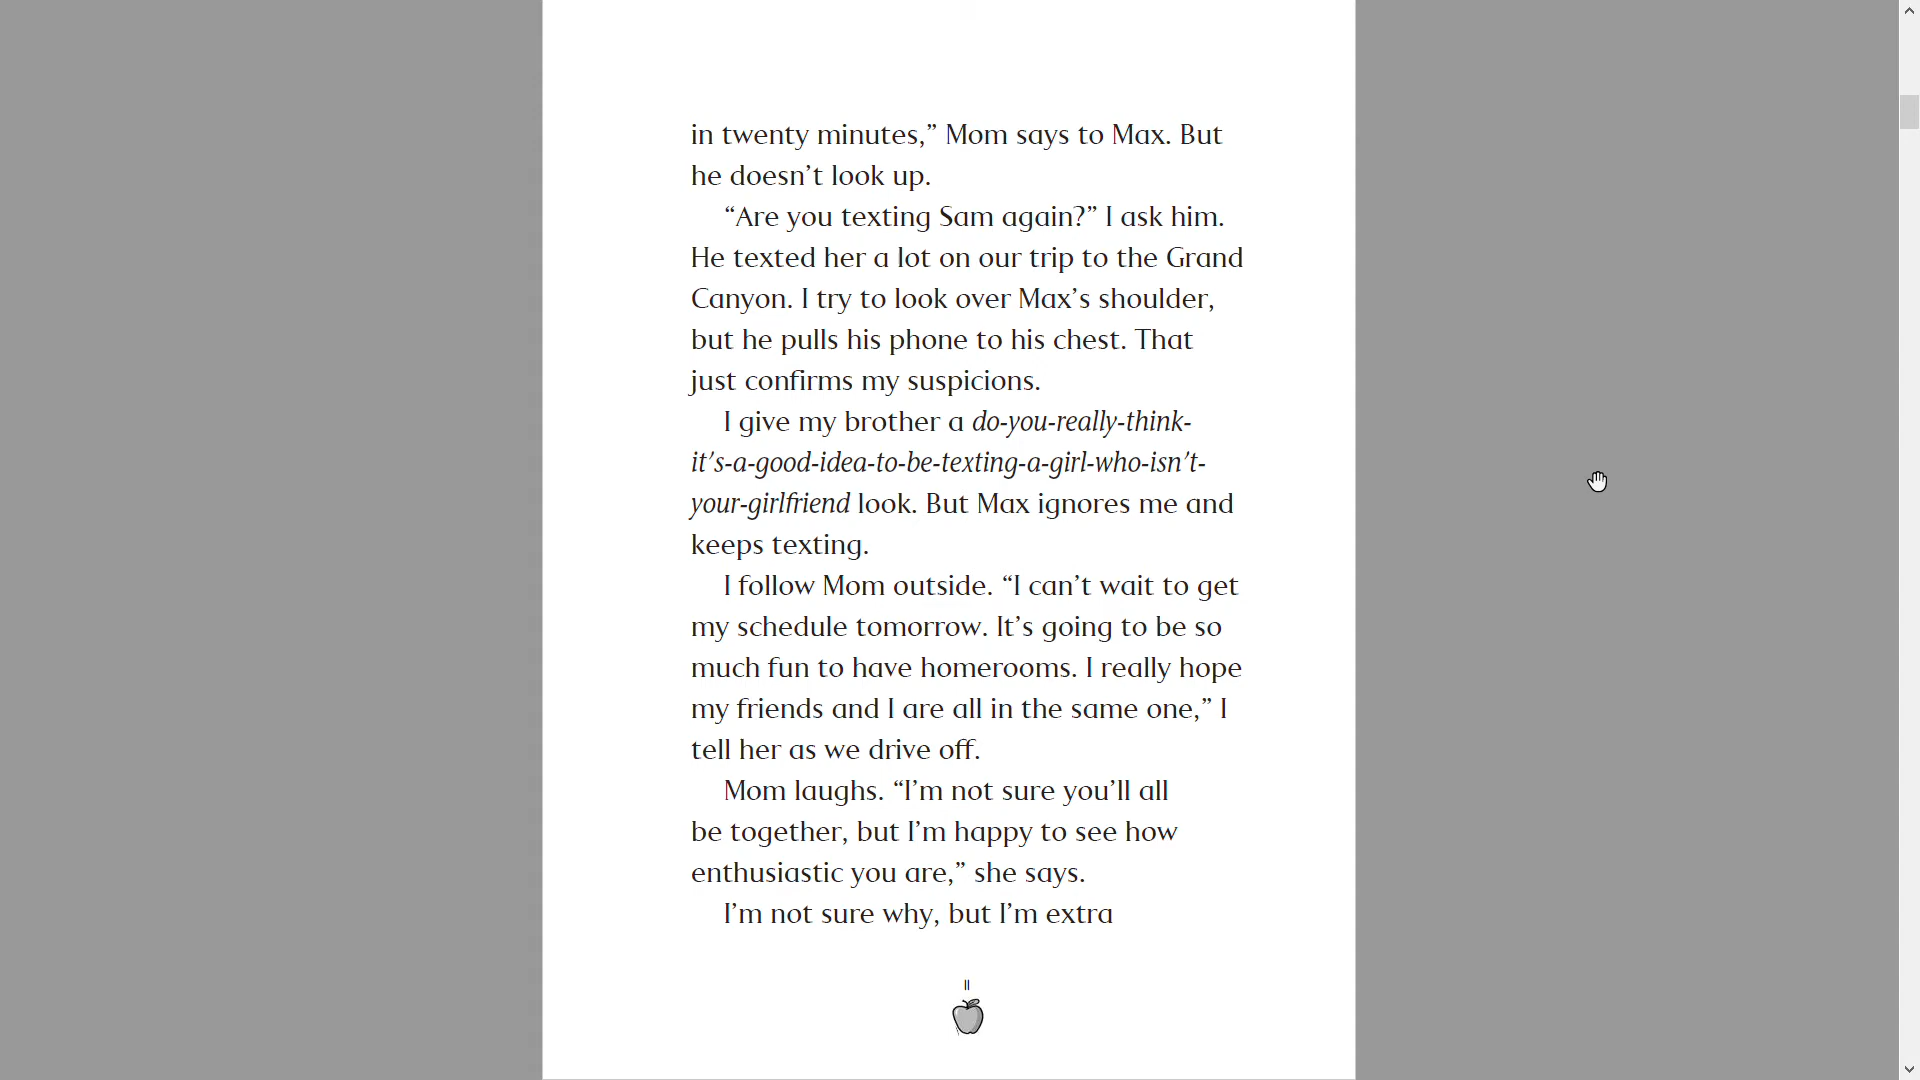 in twenty minutes,” Mom says to Max. But
he doesn’t look up.
“Are you texting Sam again?” I ask him.
He texted her a lot on our trip to the Grand
Canyon. I try to look over Max’s shoulder,
but he pulls his phone to his chest. That
just confirms my suspicions.
I give my brother a do-you-really-think-
it’s-a-good-idea-to-be-texting-a-girl-who-isn’t-
your-girlfriend look. But Max ignores me and
keeps texting.
I follow Mom outside. “I can’t wait to get
my schedule tomorrow. It’s going to be so
much fun to have homerooms. I really hope
my friends and I are all in the same one,” I
tell her as we drive off.
Mom laughs. “I’m not sure you’ll all
be together, but I’m happy to see how
enthusiastic you are,” she says.
I’m not sure why, but I’m extra
11